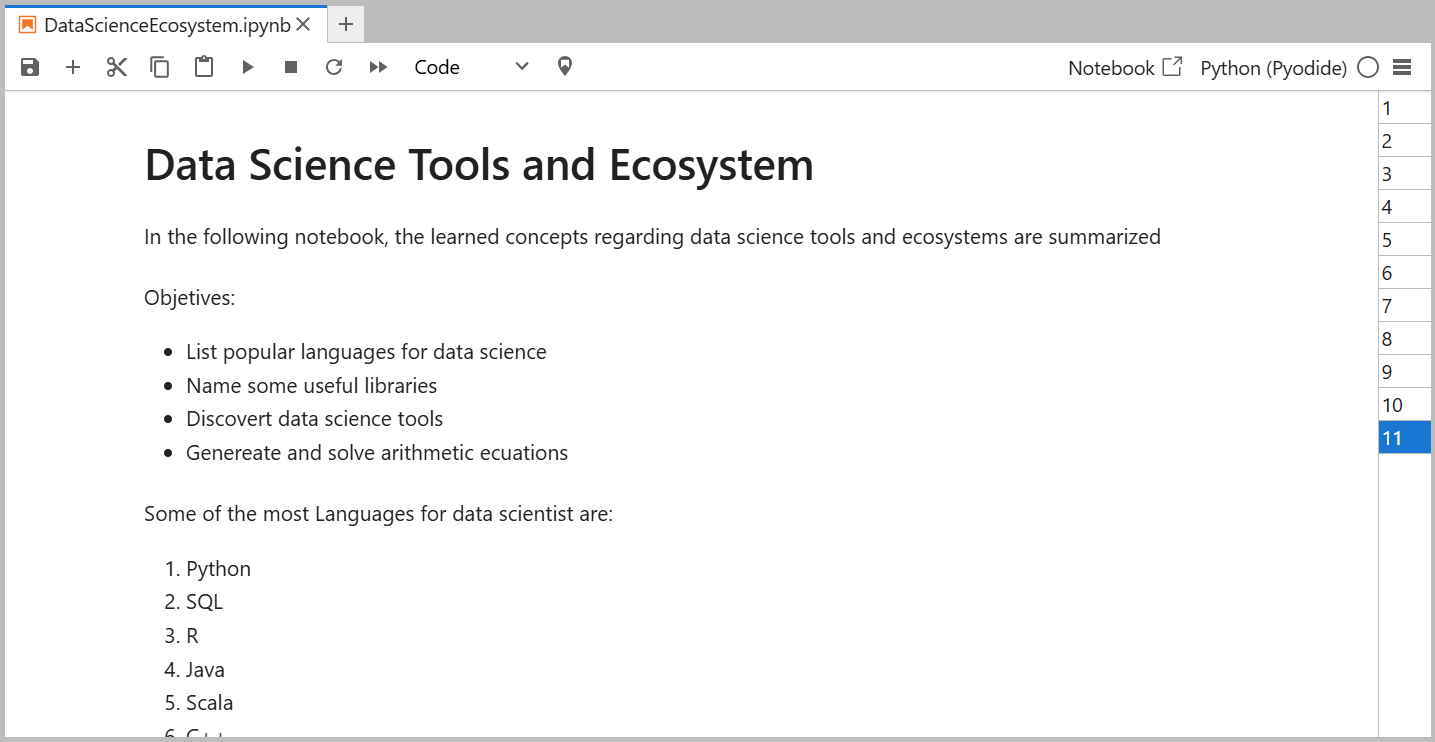 DataScienceEcosystem.ipynb
Code
Notebook Python (Pyodide)
Data Science Tools and Ecosystem
In the following notebook, the learned concepts regarding data science tools and ecosystems are summarized
Objetives:
• List popular languages for data science
• Name some useful libraries
• Discovert data science tools
• Genereate and solve arithmetic ecuations
Some of the most Languages for data scientist are:
1. Python
2. SQL
3. R
4. Java
5. Scala
6. C++
1
2
3
4
5
6
7
8
9
10
11